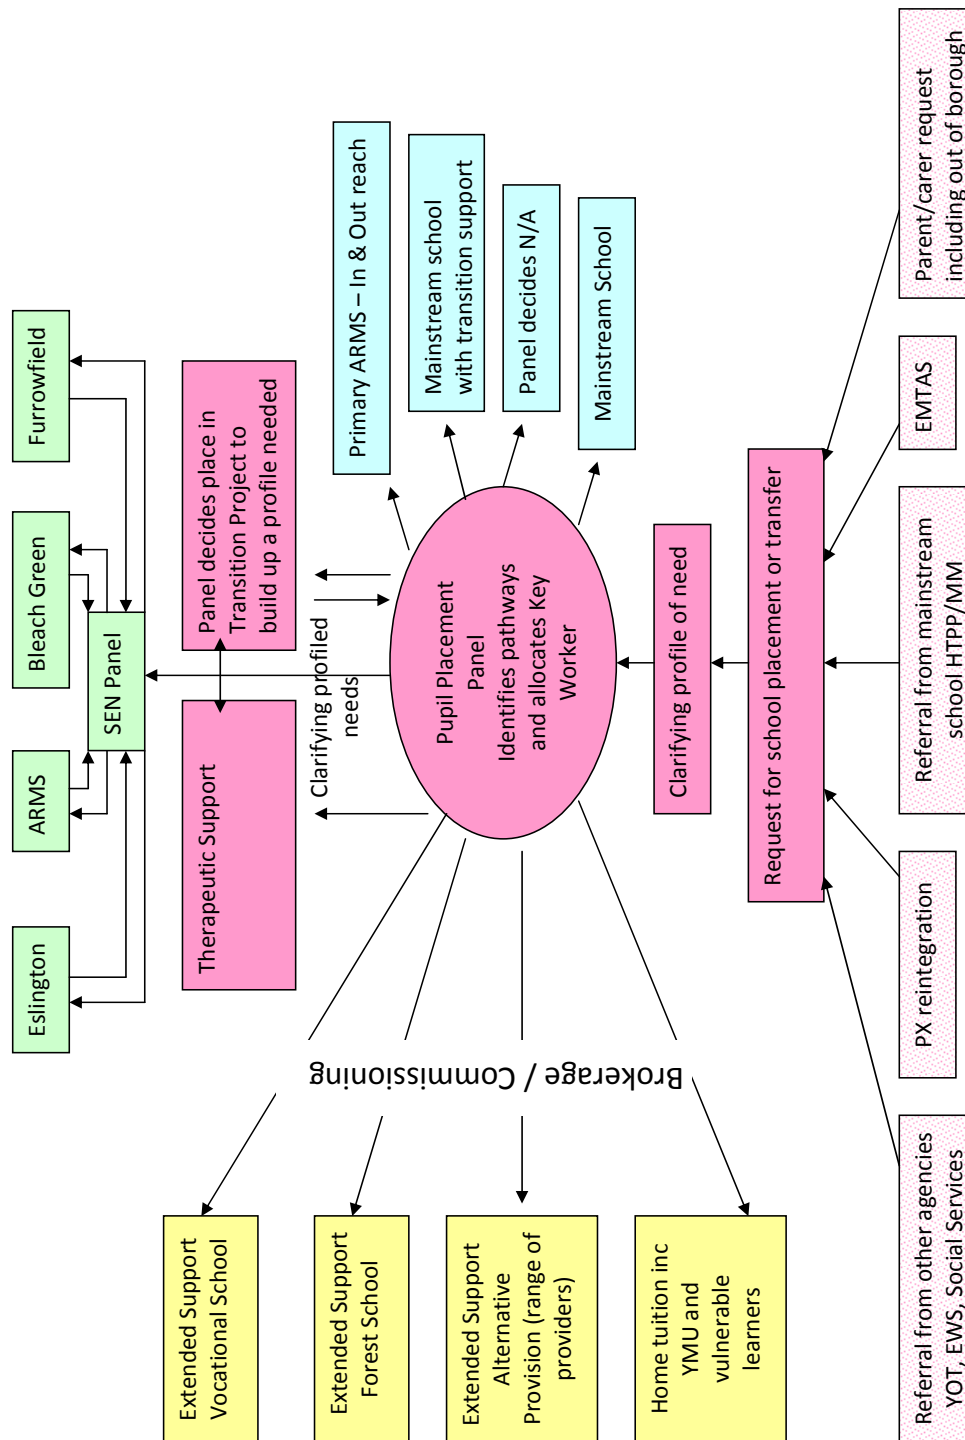 Eslington
ARMS
Bleach Green
Furrowfield
SEN Panel
Therapeutic Support
Panel decides place in
Transition Project to
build up a profile needed
Clarifying profiled
needs
Extended Support
Vocational School
Extended Support
Forest School
Extended Support
Alternative
Provision (range of
providers)
Home tuition inc
YMU and
vulnerable
learners
Brokerage / Commissioning
Pupil Placement
Panel
Identifies pathways
and allocates Key
Worker
Primary ARMS – In & Out reach
Mainstream school
with transition support
Panel decides N/A
Mainstream School
Clarifying profile of need
Request for school placement or transfer
Referral from other agencies
YOT, EWS, Social Services
PX reintegration
Referral from mainstream
school HTPP/MM
EMTAS
Parent/carer request
including out of borough